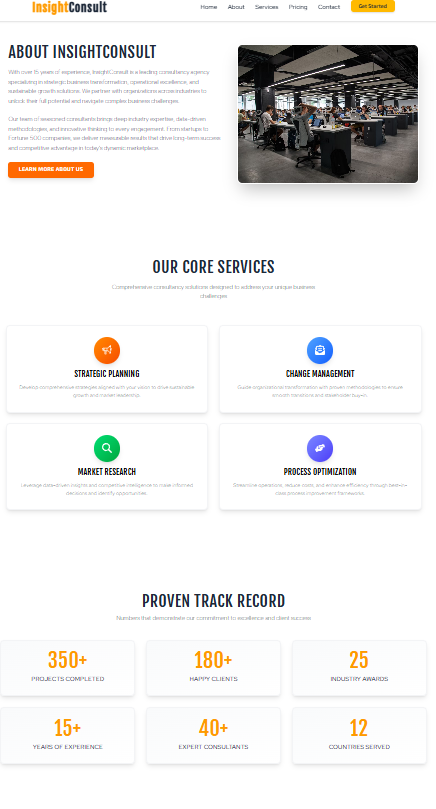 InsightConsult
Home About Services Pricing Contact Get Started
ABOUT INSIGHTCONSULT
With over 15 years of experience, InsightConsult is a leading consultancy agency
specializing in strategic business transformation, operational excellence, and
sustainable growth solutions. We partner with organizations across industries to
unlock their full potential and navigate complex business challenges.
Our team of seasoned consultants brings deep industry expertise, data-driven
methodologies, and innovative thinking to every engagement. From startups to
Fortune 500 companies, we deliver measurable results that drive long-term success
and competitive advantage in today's dynamic marketplace.
LEARN MORE ABOUT US
OUR CORE SERVICES
Comprehensive consultancy solutions designed to address your unique business
challenges
STRATEGIC PLANNING
Develop comprehensive strategies aligned with your vision to drive sustainable
growth and market leadership.
CHANGE MANAGEMENT
Guide organizational transformation with proven methodologies to ensure
smooth transitions and stakeholder buy-in.
MARKET RESEARCH
Leverage data-driven insights and competitive intelligence to make informed
decisions and identify opportunities.
PROCESS OPTIMIZATION
Streamline operations, reduce costs, and enhance efficiency through best-in-
class process improvement frameworks.
PROVEN TRACK RECORD
Numbers that demonstrate our commitment to excellence and client success
350+
PROJECTS COMPLETED
180+
HAPPY CLIENTS
25
INDUSTRY AWARDS
15+
YEARS OF EXPERIENCE
40+
EXPERT CONSULTANTS
12
COUNTRIES SERVED